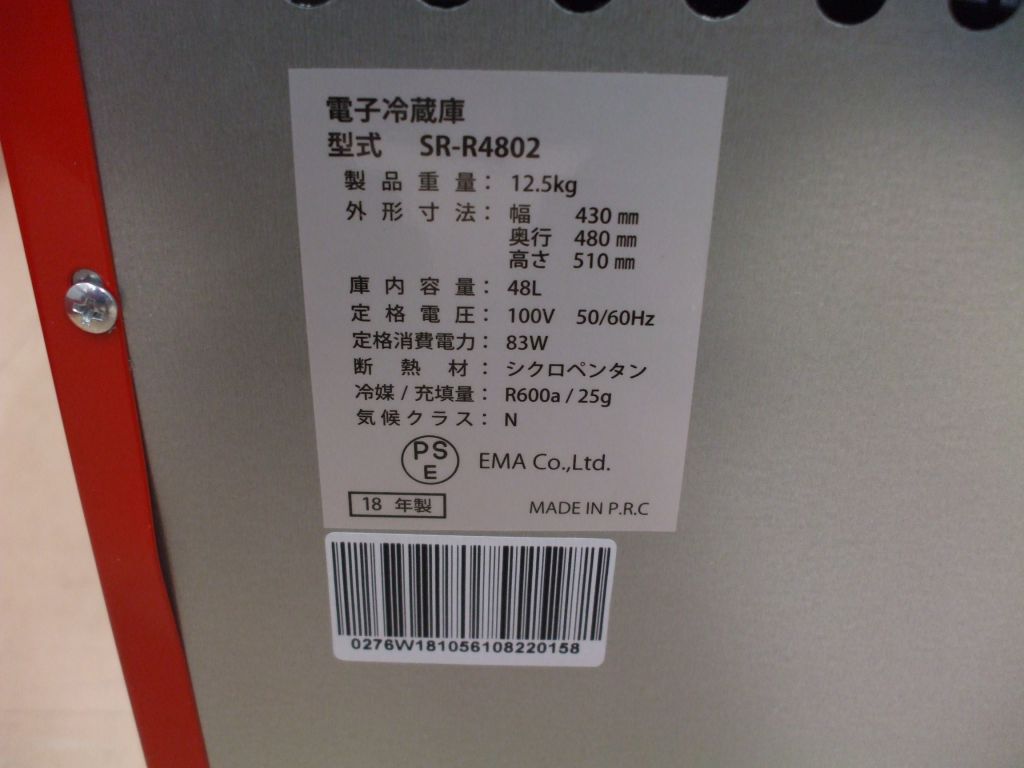 電子冷蔵庫
型式 SR-R4802
製品重量: 12.5kg
外形寸法: 幅 430㎜
奥行 480㎜
高さ 510㎜
庫内容量: 48L
定格電圧: 100V 50/60Hz
定格消費電力: 83W
断熱材: シクロペンタン
冷媒/充填量: R600a / 25g
気候クラス: N
PS
E
EMA Co.,Ltd.
18 年製
MADE IN P.R.C
0276W181056108220158